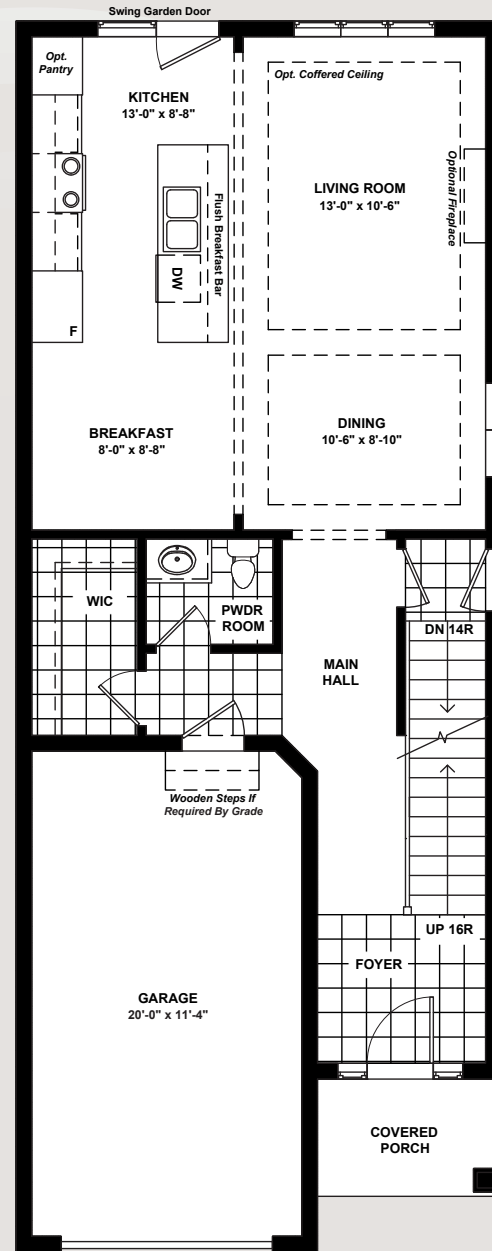 Swing Garden Door
Opt.
Pantry
KITCHEN
13'-0" x 8'-8"
Opt. Coffered Ceiling
LIVING ROOM
13'-0" x 10'-6"
Optional Fireplace
Flush Breakfast Bar
DW
F
BREAKFAST
8'-0" x 8'-8"
DINING
10'-6" x 8'-10"
WIC
PWDR
ROOM
MAIN
HALL
DN 14R
Wooden Steps If
Required By Grade
UP 16R
FOYER
GARAGE
20'-0" x 11'-4"
COVERED
PORCH